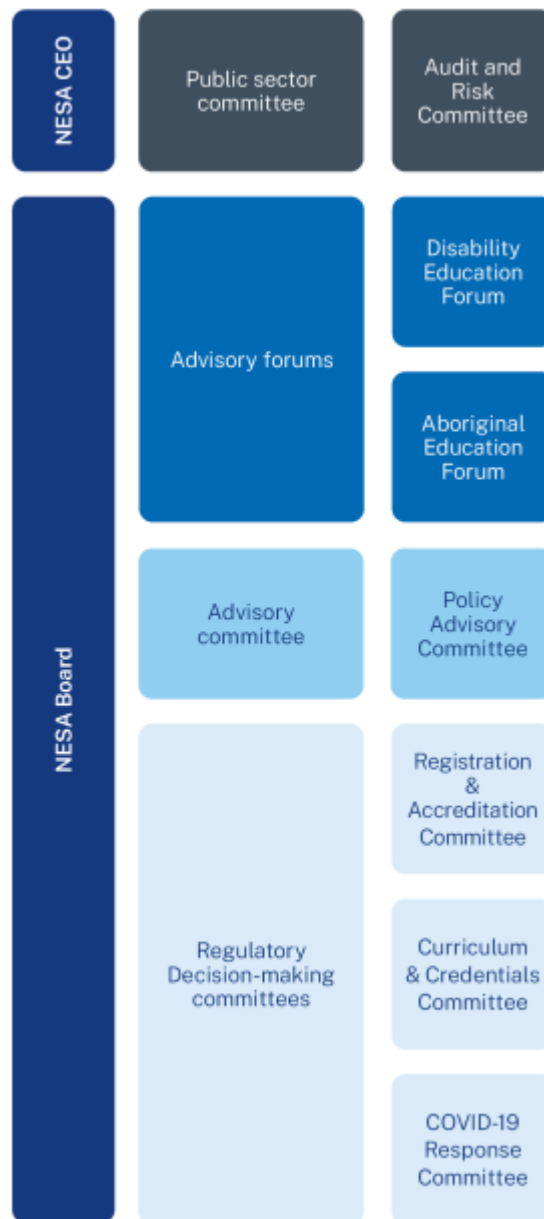 NESA CEO
Public sector
committee
Audit and
Risk
Committee
NESA Board
Advisory forums
Disability
Education
Forum
Aboriginal
Education
Forum
Advisory
committee
Policy
Advisory
Committee
Regulatory
Decision-making
committees
Registration
&
Accreditation
Committee
Curriculum
& Credentials
Committee
COVID-19
Response
Committee